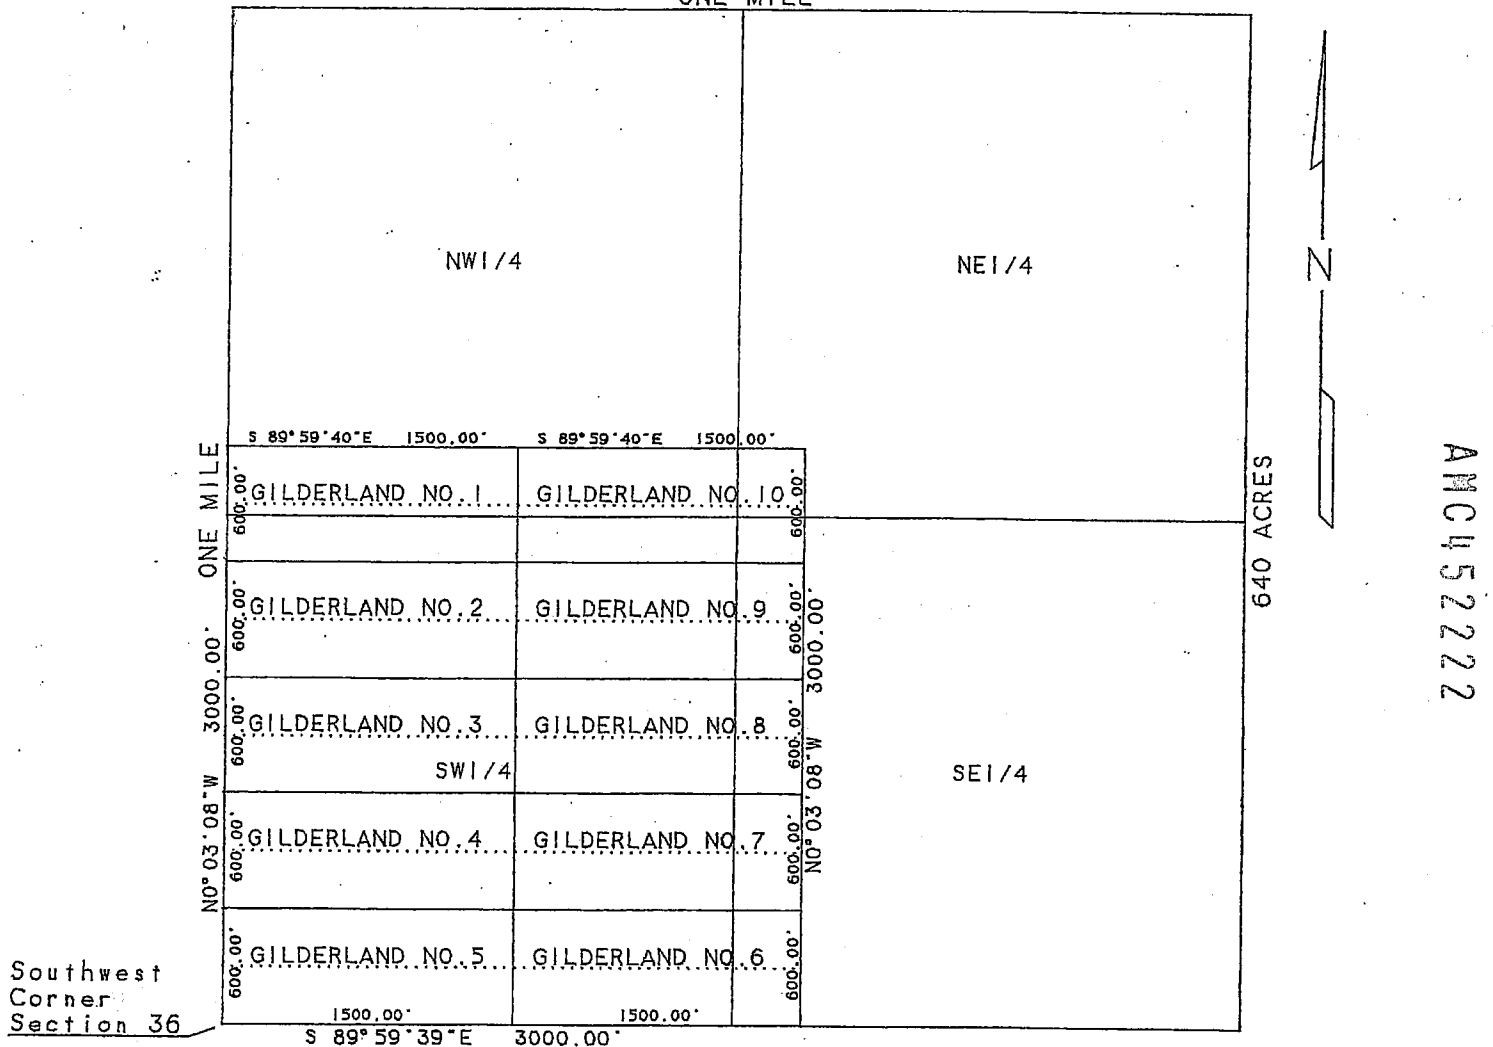 ONE MILE
NW1/4
NE1/4
N
S 89°59'40"E 1500.00' S 89°59'40"E 1500.00'
ONE MILE
640 ACRES
AMC452222
600.00' GILDERLAND NO.1 GILDERLAND NO.10 600.00'
600.00' GILDERLAND NO.2 GILDERLAND NO.9 600.00'
3000.00'
3000.00'
600.00' GILDERLAND NO.3 GILDERLAND NO.8 600.00'
SW1/4
SE1/4
N0°03'08"W
N0°03'08"W
600.00' GILDERLAND NO.4 GILDERLAND NO.7 600.00'
600.00' GILDERLAND NO.5 GILDERLAND NO.6 600.00'
Southwest
Corner
Section 36
1500.00' 1500.00'
S 89°59'39"E 3000.00'